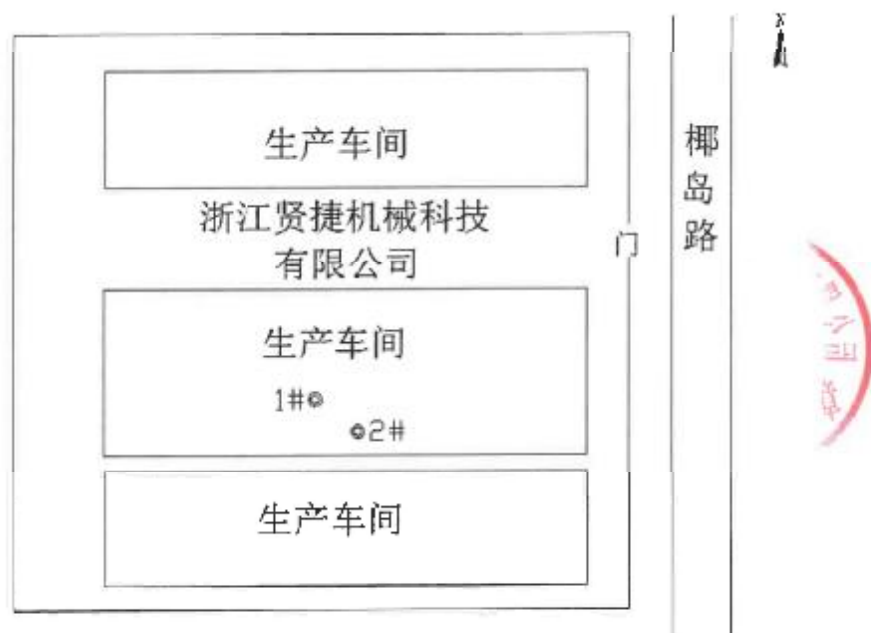 生产车间
浙江贤捷机械科技
有限公司
门
椰岛路
生产车间
1#
2#
生产车间